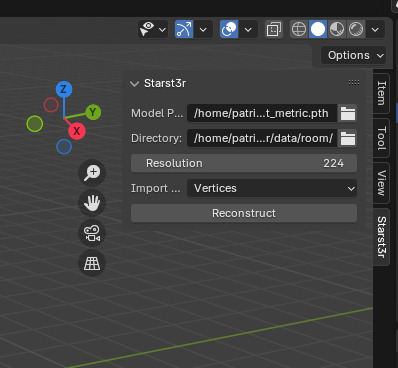 Options
Starst3r
Model P... /home/patri...t_metric.pth
Directory: /home/patri...r/data/room/
Resolution 224
Import ... Vertices
Reconstruct
Z
Y
X
Item
Tool
View
Starst3r